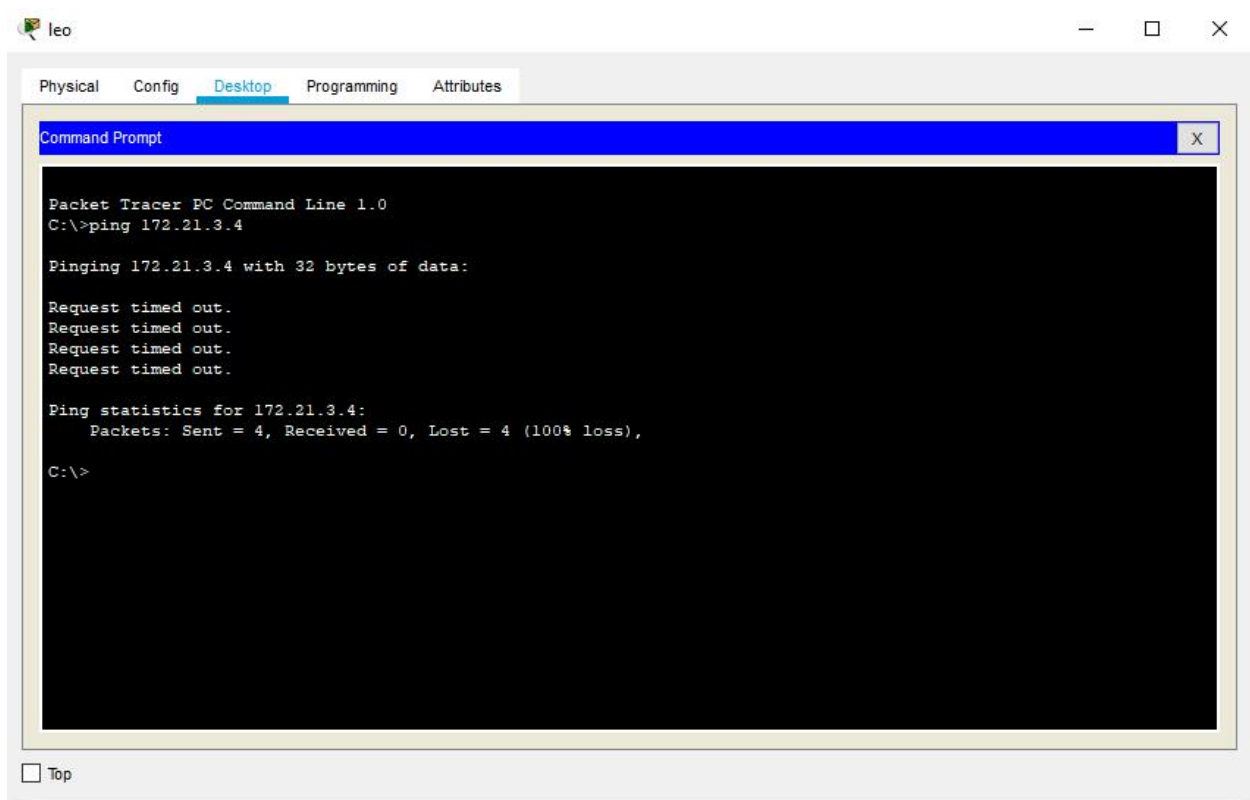 leo
Physical Config Desktop Programming Attributes
Command Prompt
X
Packet Tracer PC Command Line 1.0
C:\>ping 172.21.3.4
Pinging 172.21.3.4 with 32 bytes of data:
Request timed out.
Request timed out.
Request timed out.
Request timed out.
Ping statistics for 172.21.3.4:
Packets: Sent = 4, Received = 0, Lost = 4 (100% loss),
C:\>
Top